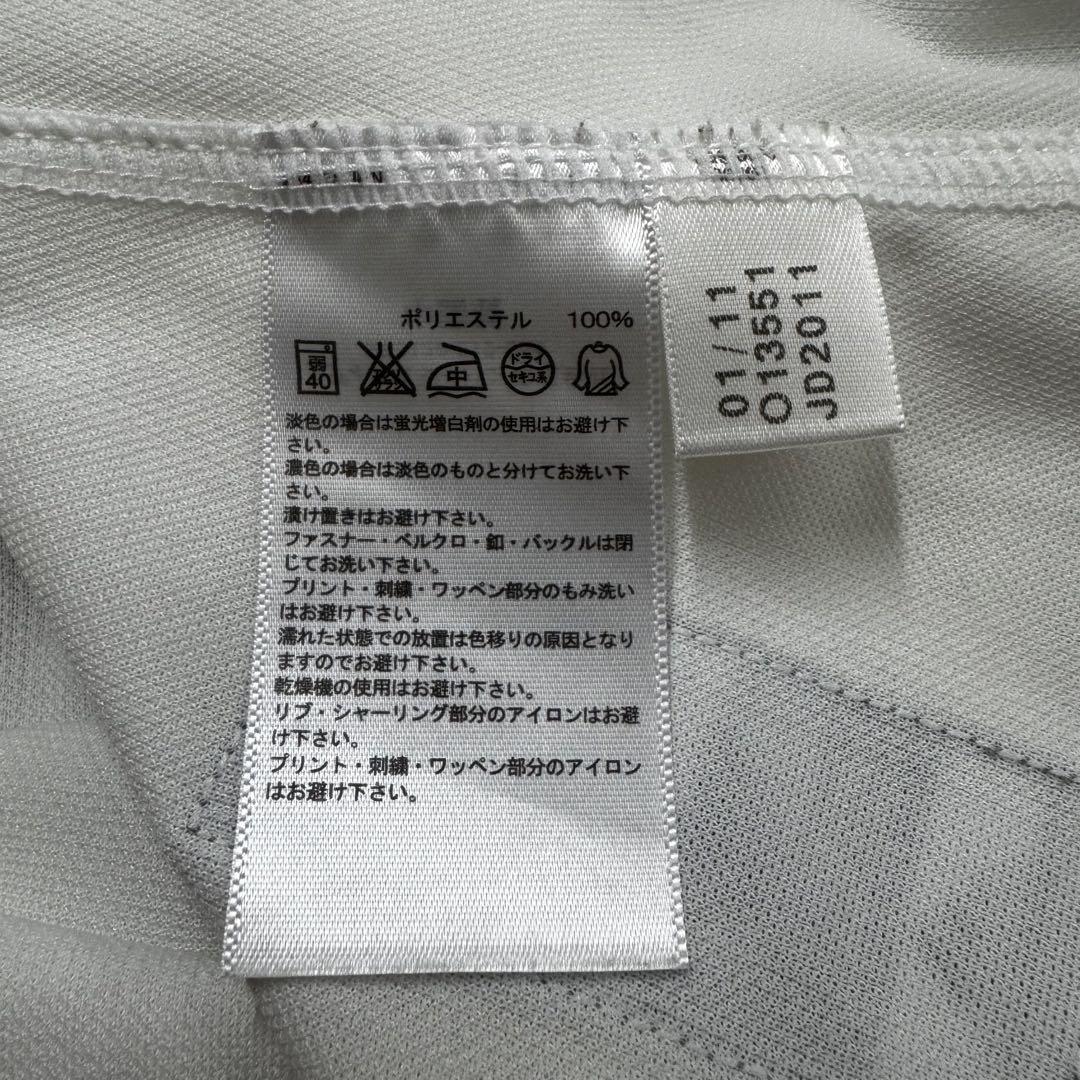 ポリエステル 100%
弱
40
中
ドライ
セキユ系
淡色の場合は蛍光増白剤の使用はお避け下
さい。
濃色の場合は淡色のものと分けてお洗い下
さい。
漬け置きはお避け下さい。
ファスナー・ベルクロ・釦・バックルは閉
じてお洗い下さい。
プリント・刺繍・ワッペン部分のもみ洗い
はお避け下さい。
濡れた状態での放置は色移りの原因となり
ますのでお避け下さい。
乾燥機の使用はお避け下さい。
リブ・シャーリング部分のアイロンはお避
け下さい。
プリント・刺繍・ワッペン部分のアイロン
はお避け下さい。
01/11
O13551
JD2011